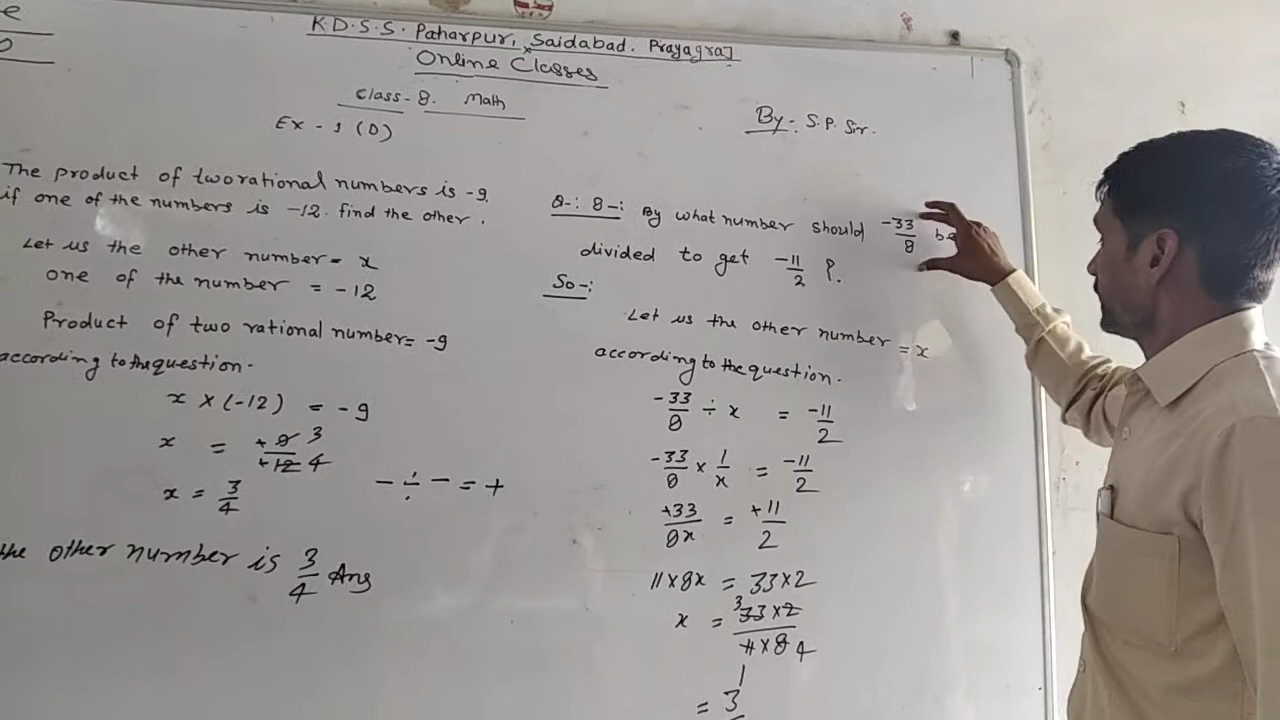 K.D.S.S. Paharpur, Saidabad. Prayagraj
Online Classes
Class-8. Math
Ex - 1 (D)
By-: S.P. Sir.
The product of two rational numbers is -9.
if one of the numbers is -12. find the other.
Let us the other number = x
one of the number = -12
Product of two rational number= -9
according to the question.
x × (-12) = -9
x = +9 3 / +12 4
x = 3/4
- ÷ - = +
the other number is 3/4 Ans
Q-: 8-: By what number should -33/8 be
divided to get -11/2 ?.
So-:
Let us the other number = x
according to the question.
-33/8 ÷ x = -11/2
-33/8 × 1/x = -11/2
+33/8x = +11/2
11×8x = 33×2
x = 3 33×2 / 11×8 4
1
= 3